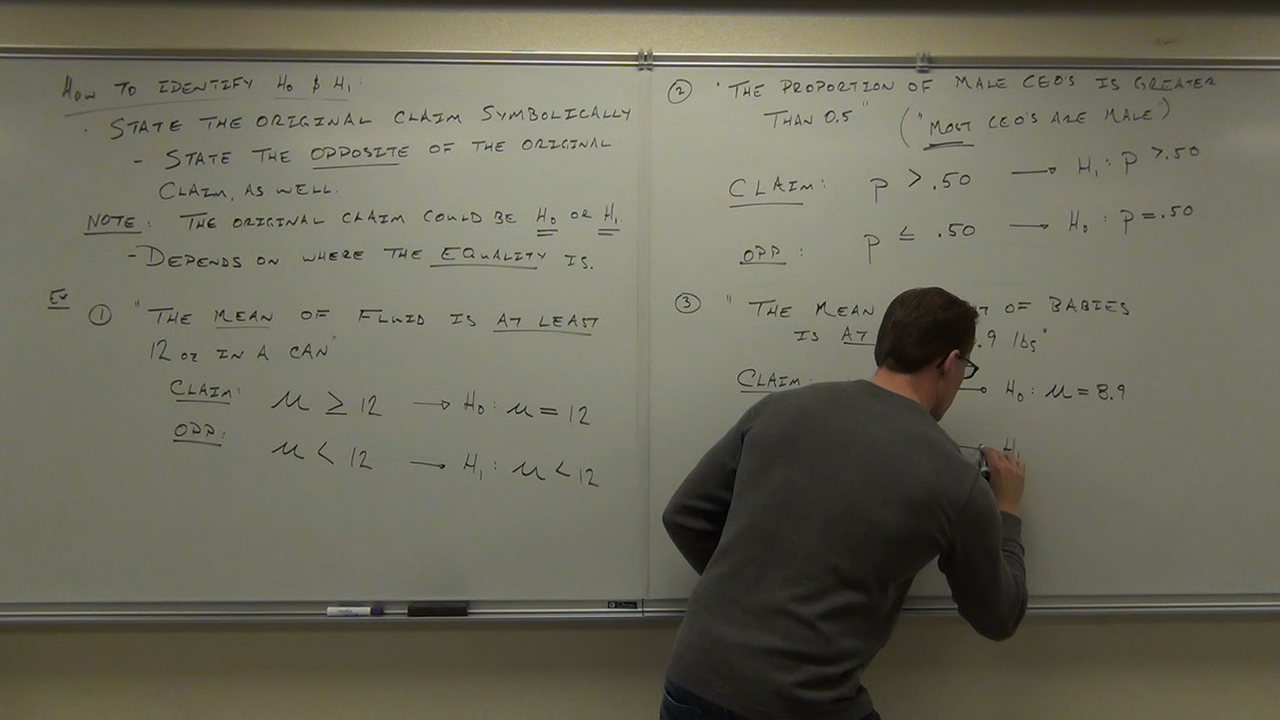 HOW TO IDENTIFY H₀ & H₁:
· STATE THE ORIGINAL CLAIM SYMBOLICALLY
- STATE THE OPPOSITE OF THE ORIGINAL
CLAIM, AS WELL.
NOTE: THE ORIGINAL CLAIM COULD BE H₀ OR H₁.
- DEPENDS ON WHERE THE EQUALITY IS.
Ex ① "THE MEAN OF FLUID IS AT LEAST
12 oz IN A CAN"
CLAIM: μ ≥ 12 → H₀: μ = 12
OPP: μ < 12 → H₁: μ < 12
② "THE PROPORTION OF MALE CEO'S IS GREATER
THAN 0.5" ("MOST CEO'S ARE MALE")
CLAIM: p > .50 → H₁: p > .50
OPP: p ≤ .50 → H₀: p = .50
③ "THE MEAN OF BABIES
IS AT .9 lbs"
CLAIM: → H₀: μ = 8.9
H₁